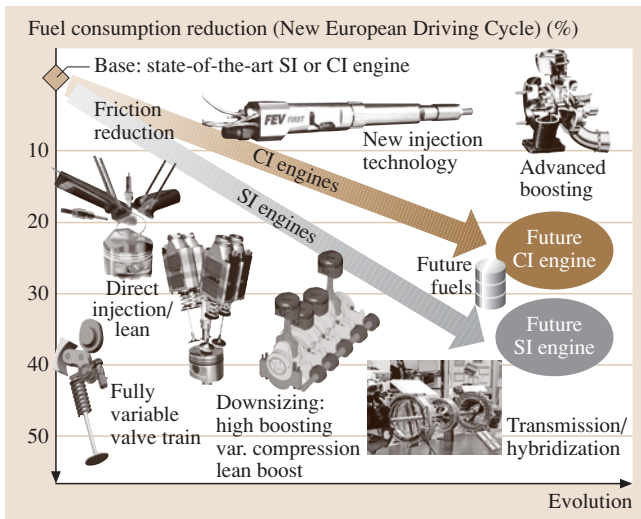 Fuel consumption reduction (New European Driving Cycle) (%)
Base: state-of-the-art SI or CI engine
Friction
reduction
FEV FIRST
New injection
technology
Advanced
boosting
10
20
30
40
50
CI engines
SI engines
Direct
injection/
lean
Future
fuels
Future
CI engine
Future
SI engine
Fully
variable
valve train
Downsizing:
high boosting
var. compression
lean boost
Transmission/
hybridization
Evolution